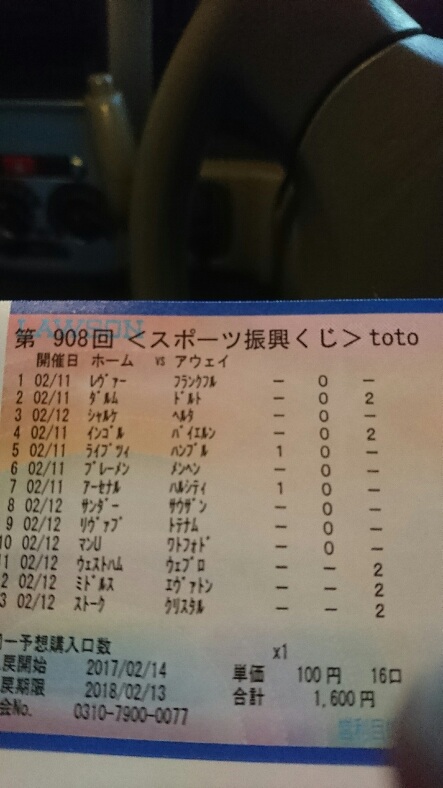 LAWSON
第 908回 <スポーツ振興くじ> toto
開催日 ホーム vs アウェイ
1 02/11 レヴァー フランクフル － 0 －
2 02/11 ダルム ドルト － 0 2
3 02/12 シャルケ ヘルタ － 0 －
4 02/11 インゴル バイエルン － 0 2
5 02/11 ライプツィ ハンブル 1 0 －
6 02/11 ブレーメン メンヘン － 0 －
7 02/11 アーセナル ハルシティ 1 0 －
8 02/12 サンダー サウザン － 0 －
9 02/12 リヴァプ トテナム － 0 －
10 02/12 マンU ワトフォド － 0 －
1 02/12 ウェストハム ウェブロ － － 2
2 02/12 ミドルス エヴァトン － － 2
3 02/12 ストーク クリスタル － － 2
一予想購入口数 x1
戻開始 2017/02/14 単価 100円 16口
戻期限 2018/02/13 合計 1,600円
会No. 0310-7900-0077